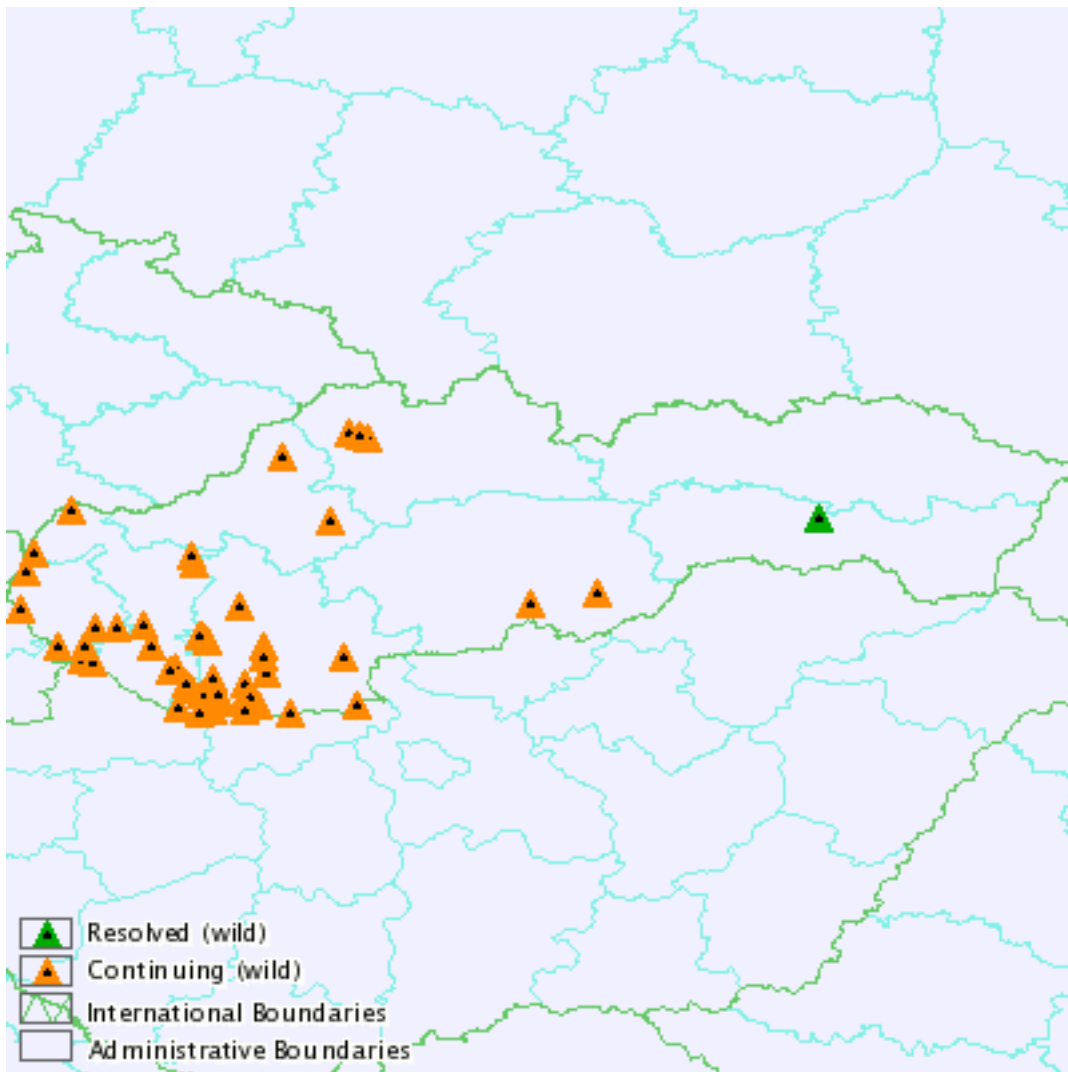 Resolved (wild)
Continuing (wild)
International Boundaries
Administrative Boundaries